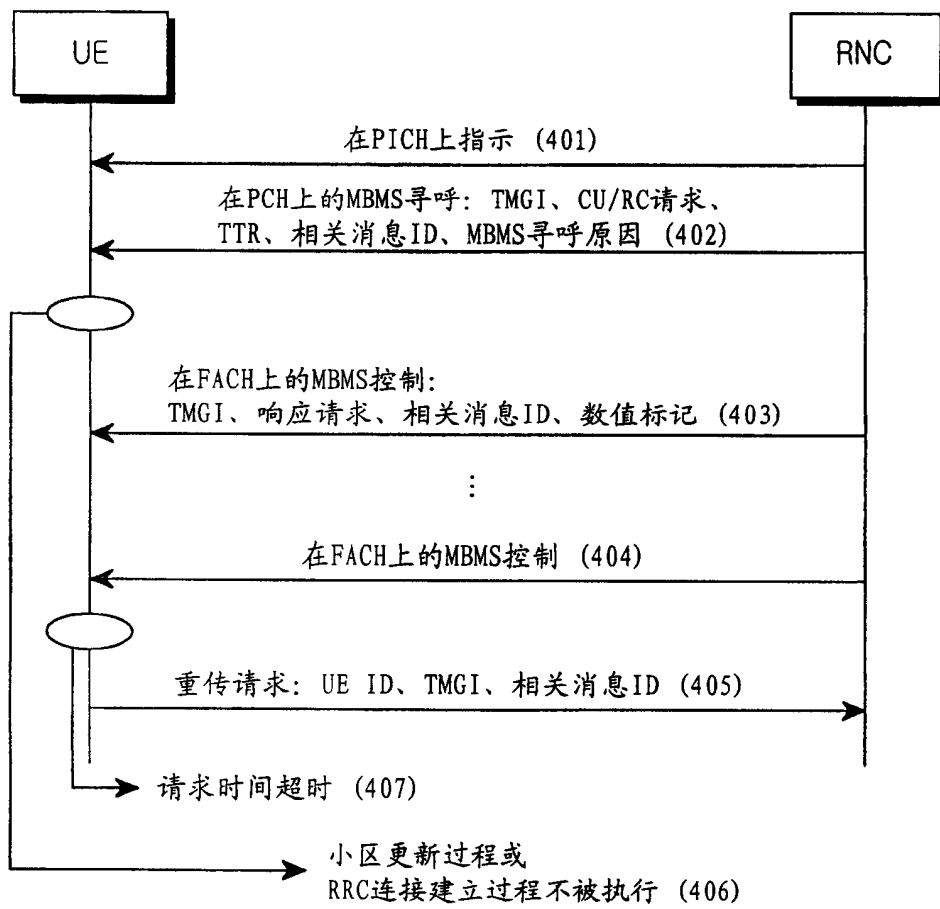 UE
RNC
在PICH上指示 (401)
在PCH上的MBMS寻呼: TMGI、CU/RC请求、
TTR、相关消息ID、MBMS寻呼原因 (402)
在FACH上的MBMS控制:
TMGI、响应请求、相关消息ID、数值标记 (403)
⋮
在FACH上的MBMS控制 (404)
重传请求: UE ID、TMGI、相关消息ID (405)
请求时间超时 (407)
小区更新过程或
RRC连接建立过程不被执行 (406)